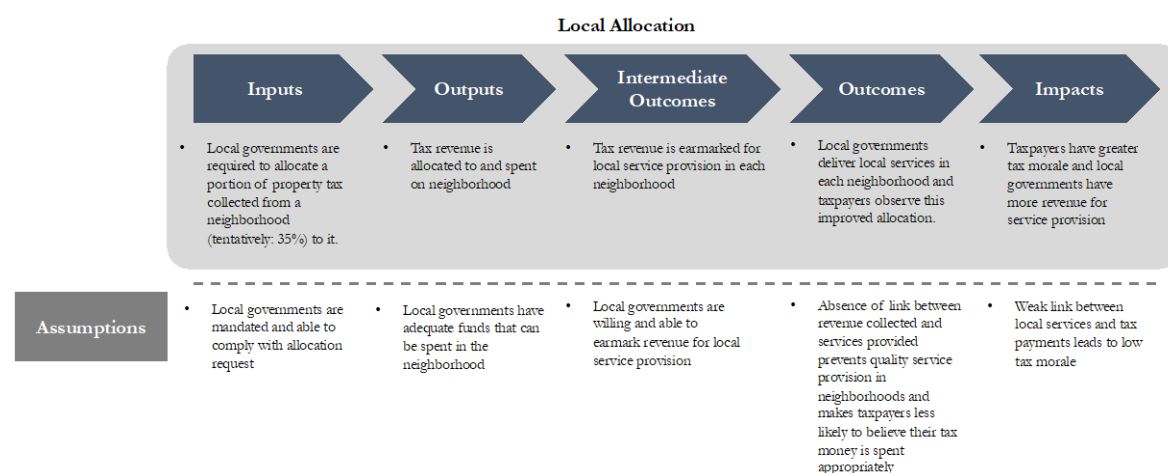 Local Allocation
Inputs
Outputs
Intermediate
Outcomes
Outcomes
Impacts
• Local governments are
required to allocate a
portion of property tax
collected from a
neighborhood
(tentatively: 35%) to it.
• Tax revenue is
allocated to and spent
on neighborhood
• Tax revenue is earmarked for
local service provision in each
neighborhood
• Local governments
deliver local services in
each neighborhood and
taxpayers observe this
improved allocation.
• Taxpayers have greater
tax morale and local
governments have
more revenue for
service provision
Assumptions
• Local governments are
mandated and able to
comply with allocation
request
• Local governments have
adequate funds that can
be spent in the
neighborhood
• Local governments are
willing and able to
earmark revenue for local
service provision
• Absence of link between
revenue collected and
services provided
prevents quality service
provision in
neighborhoods and
makes taxpayers less
likely to believe their tax
money is spent
appropriately
• Weak link between
local services and tax
payments leads to low
tax morale